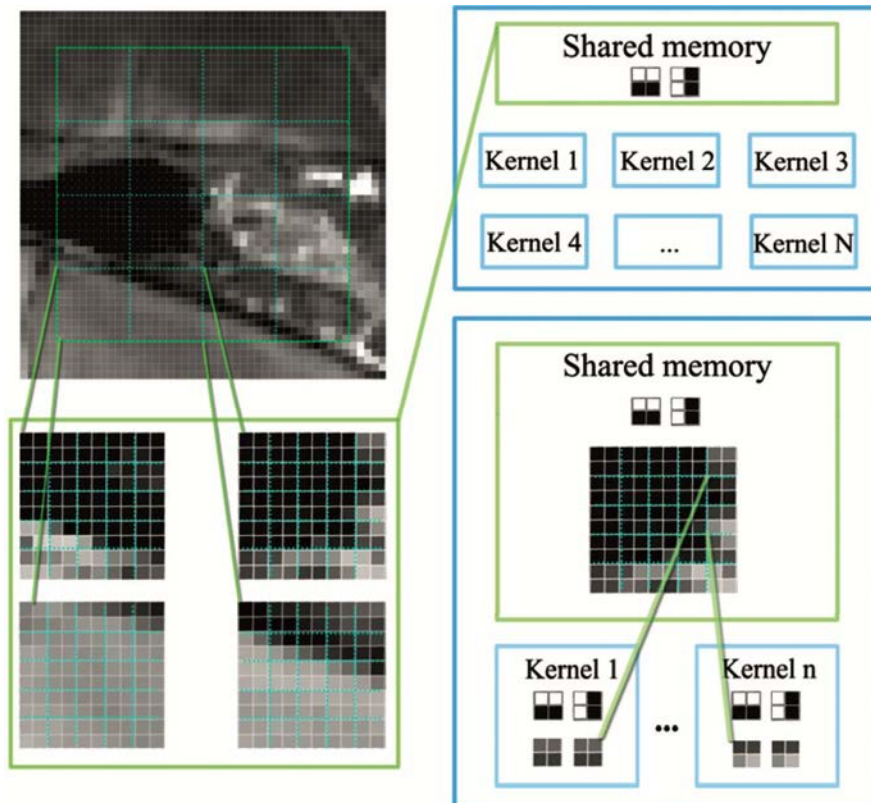 Shared memory
Kernel 1
Kernel 2
Kernel 3
Kernel 4
...
Kernel N
Shared memory
Kernel 1
...
Kernel n